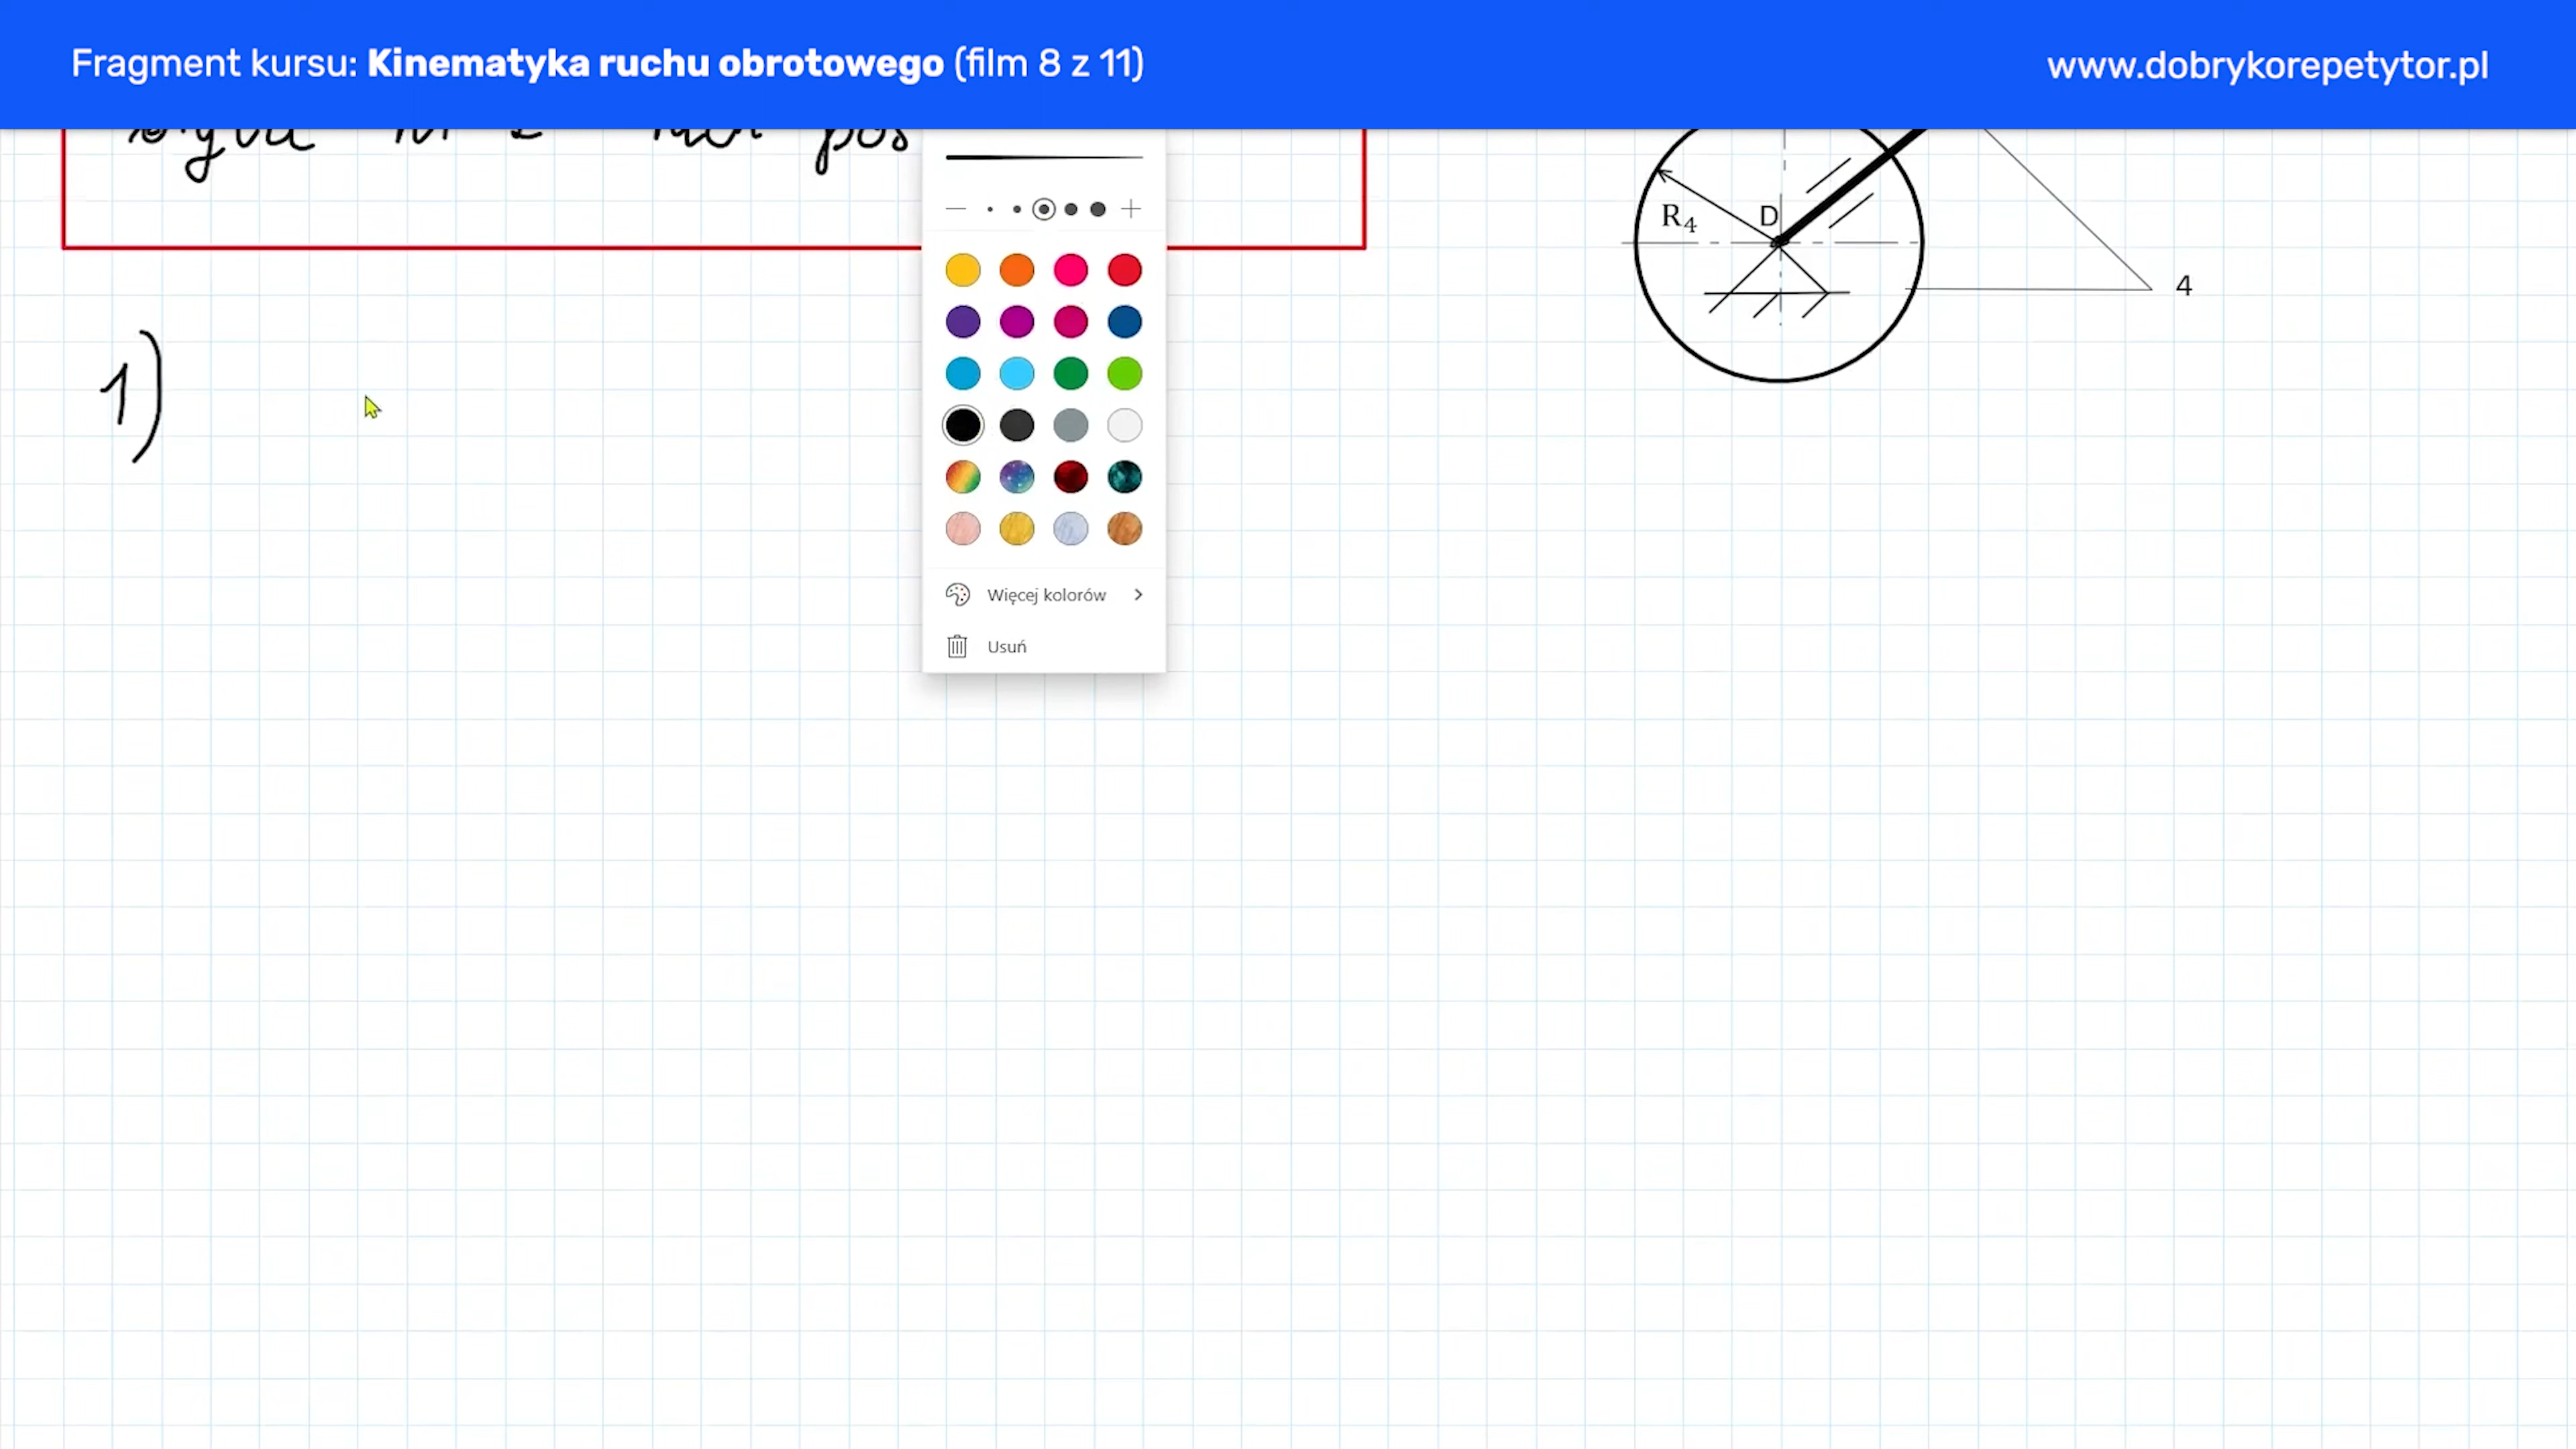 Fragment kursu: Kinematyka ruchu obrotowego (film 8 z 11)
www.dobrykorepetytor.pl
R₄
D
4
1)
Więcej kolorów
Usuń